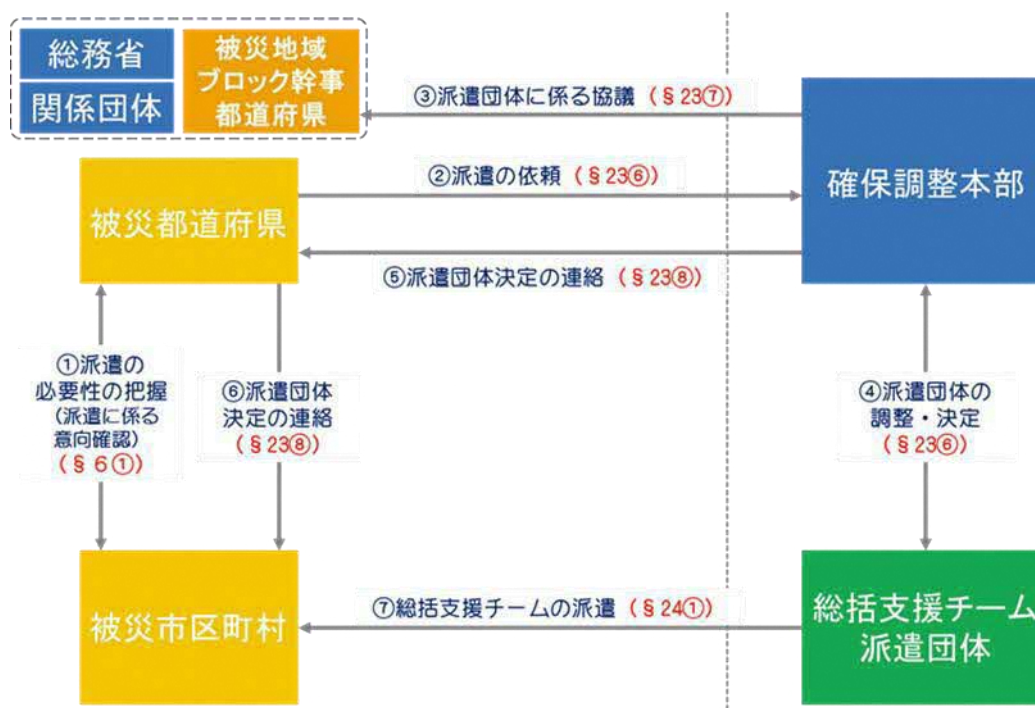 総務省
関係団体
被災地域
ブロック幹事
都道府県
③派遣団体に係る協議（§23⑦）
②派遣の依頼（§23⑥）
被災都道府県
確保調整本部
⑤派遣団体決定の連絡（§23⑧）
①派遣の
必要性の把握
（派遣に係る
意向確認）
（§6①）
⑥派遣団体
決定の連絡
（§23⑧）
④派遣団体の
調整・決定
（§23⑥）
被災市区町村
⑦総括支援チームの派遣（§24①）
総括支援チーム
派遣団体